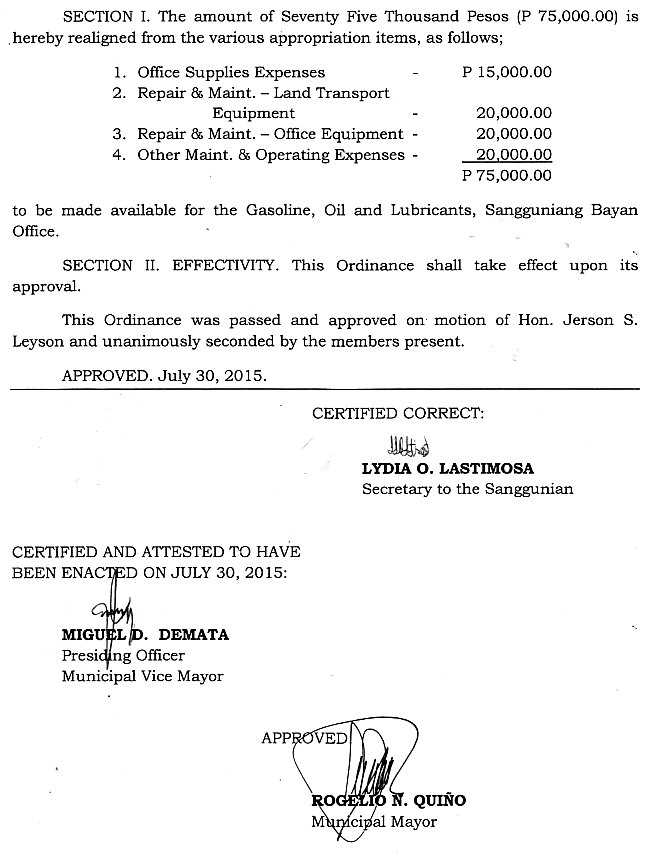 SECTION I. The amount of Seventy Five Thousand Pesos (P 75,000.00) is
hereby realigned from the various appropriation items, as follows;
1. Office Supplies Expenses - P 15,000.00
2. Repair & Maint. – Land Transport
Equipment - 20,000.00
3. Repair & Maint. – Office Equipment - 20,000.00
4. Other Maint. & Operating Expenses - 20,000.00
P 75,000.00
to be made available for the Gasoline, Oil and Lubricants, Sangguniang Bayan
Office.
SECTION II. EFFECTIVITY. This Ordinance shall take effect upon its
approval.
This Ordinance was passed and approved on motion of Hon. Jerson S.
Leyson and unanimously seconded by the members present.
APPROVED. July 30, 2015.
CERTIFIED CORRECT:
LYDIA O. LASTIMOSA
Secretary to the Sanggunian
CERTIFIED AND ATTESTED TO HAVE
BEEN ENACTED ON JULY 30, 2015:
MIGUEL D. DEMATA
Presiding Officer
Municipal Vice Mayor
APPROVED
ROGELIO N. QUIÑO
Municipal Mayor